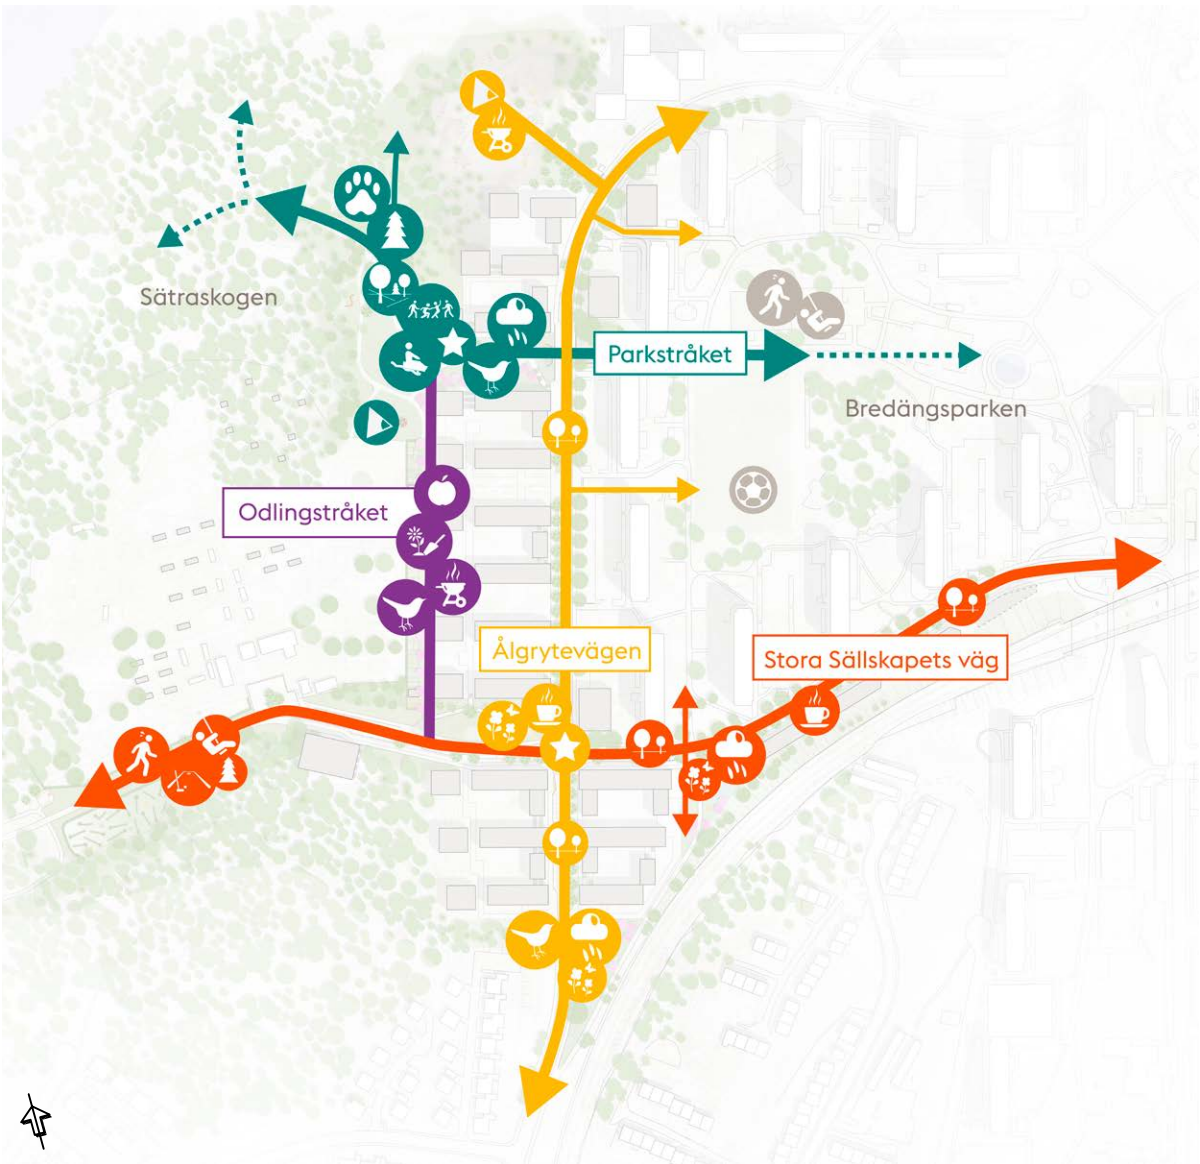 Sätraskogen
Parkstråket
Bredängsparken
Odlingstråket
Ålgrytevägen
Stora Sällskapets väg